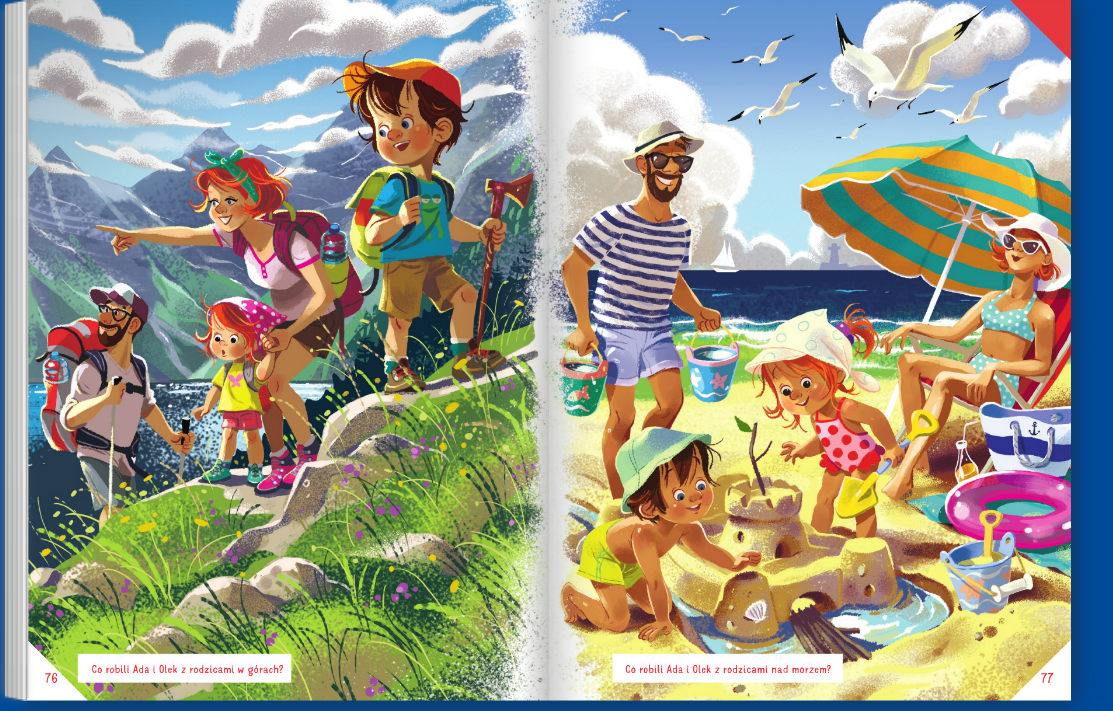 Co robili Ada i Olek z rodzicami w górach?
76
Co robili Ada i Olek z rodzicami nad morzem?
77